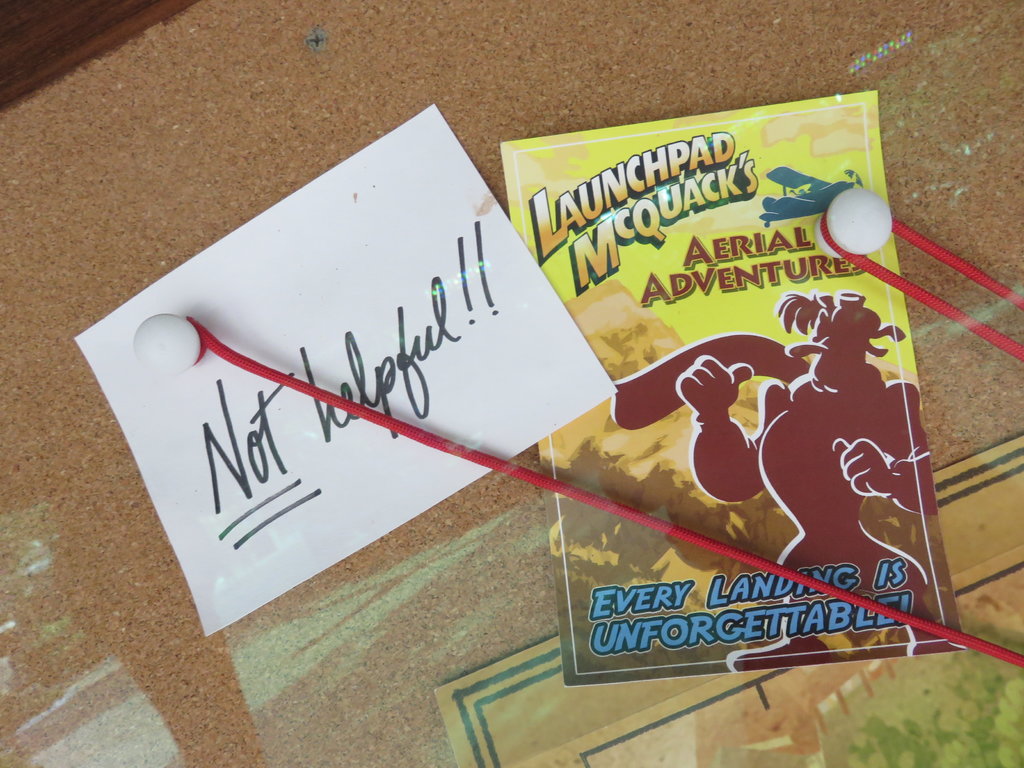 Not helpful!!
LAUNCHPAD
MCQUACK'S
AERIAL
ADVENTURES
EVERY LANDING IS
UNFORGETTABLE!